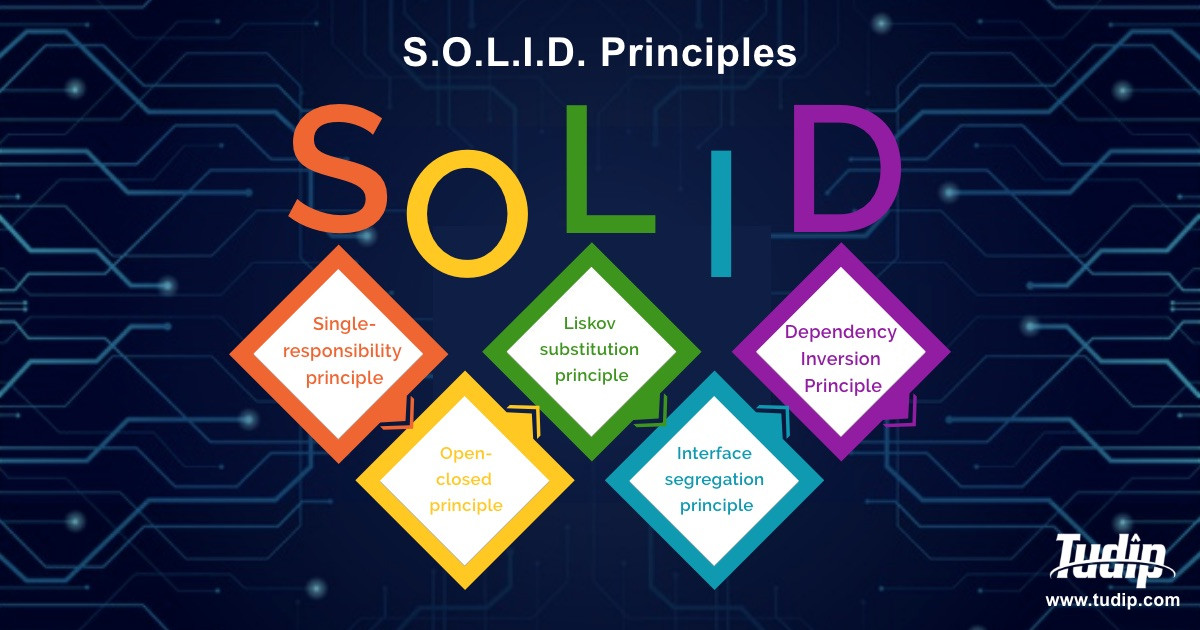 S.O.L.I.D. Principles
SOLID
Single-
responsibility
principle
Open-
closed
principle
Liskov
substitution
principle
Interface
segregation
principle
Dependency
Inversion
Principle
Tudip
www.tudip.com